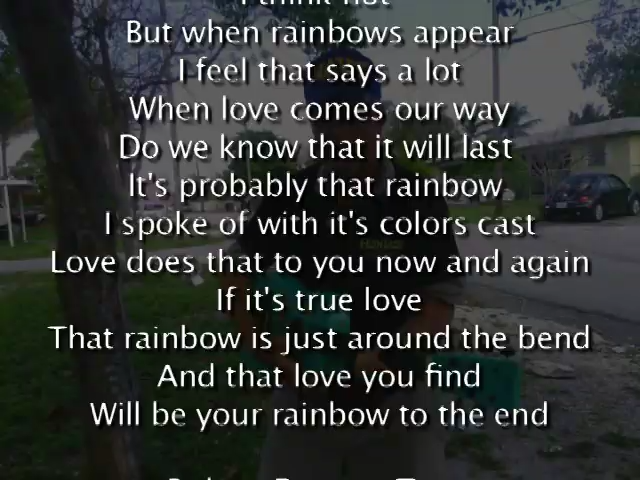 I think not
But when rainbows appear
I feel that says a lot
When love comes our way
Do we know that it will last
It's probably that rainbow
I spoke of with it's colors cast
Love does that to you now and again
If it's true love
That rainbow is just around the bend
And that love you find
Will be your rainbow to the end